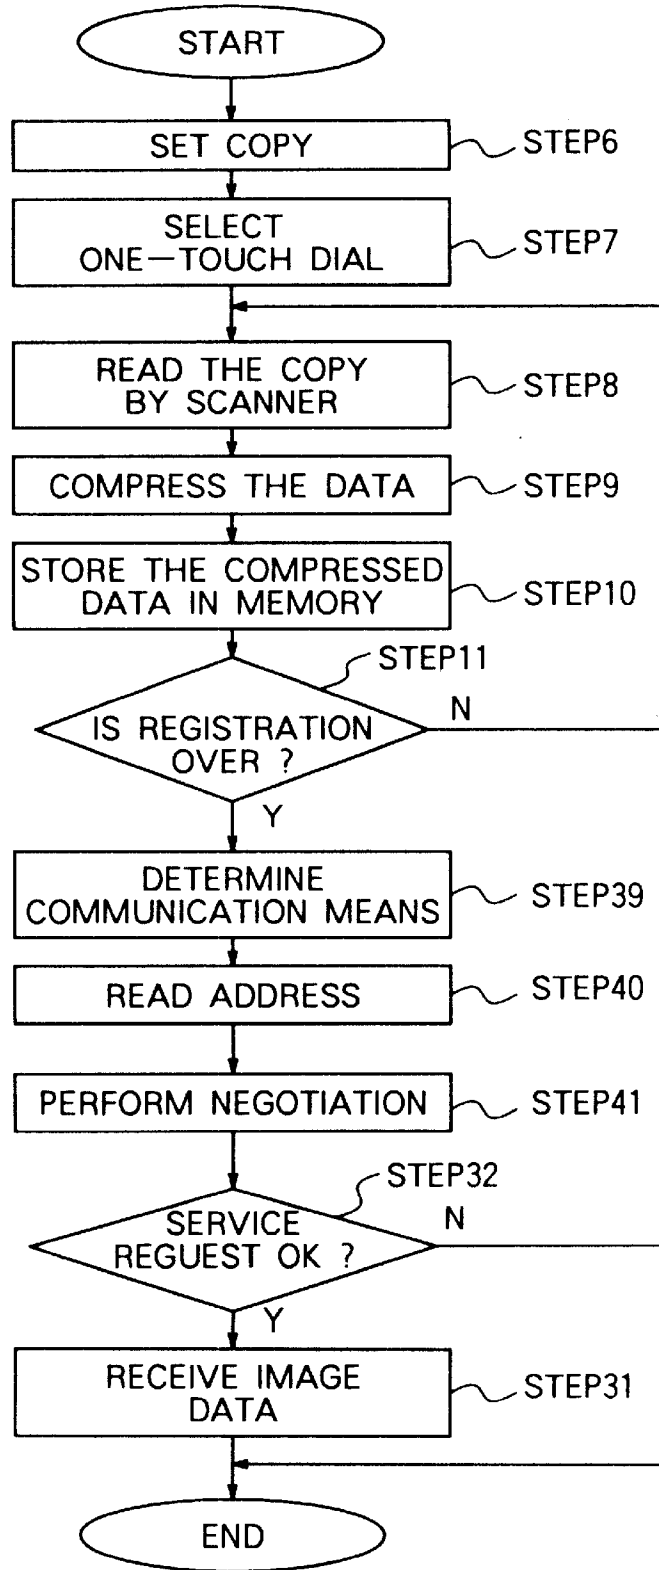 START
SET COPY
STEP6
SELECT
ONE-TOUCH DIAL
STEP7
READ THE COPY
BY SCANNER
STEP8
COMPRESS THE DATA
STEP9
STORE THE COMPRESSED
DATA IN MEMORY
STEP10
STEP11
IS REGISTRATION
OVER ?
N
Y
DETERMINE
COMMUNICATION MEANS
STEP39
READ ADDRESS
STEP40
PERFORM NEGOTIATION
STEP41
STEP32
SERVICE
REGUEST OK ?
N
Y
RECEIVE IMAGE
DATA
STEP31
END